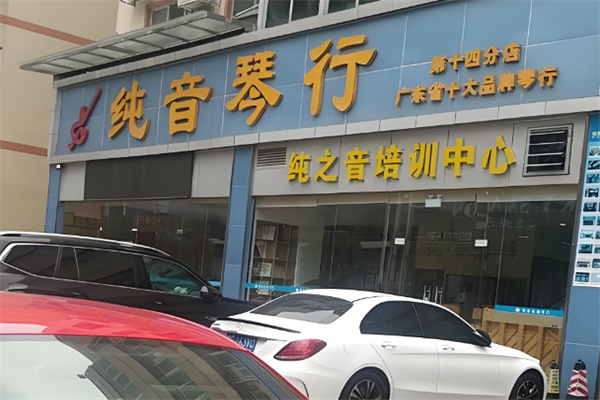 纯音琴行
第十四分店
广东省十大品牌琴行
纯之音培训中心